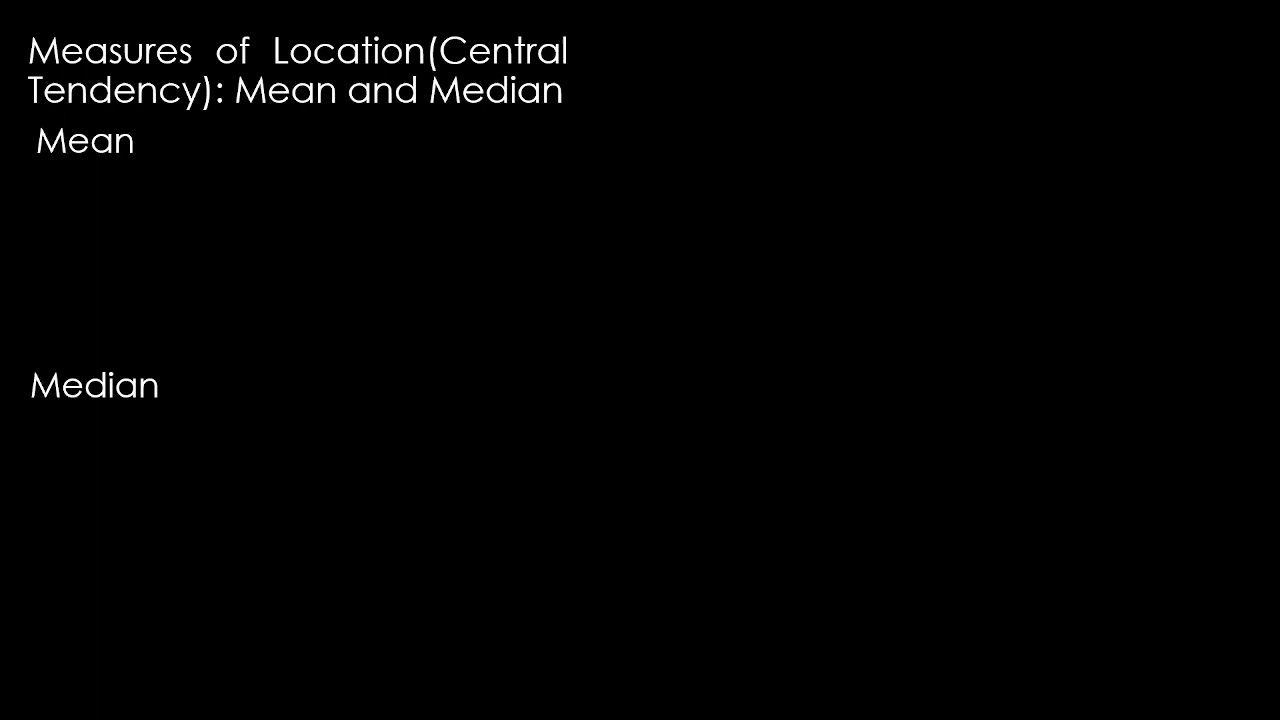 Measures of Location(Central
Tendency): Mean and Median
Mean
Median